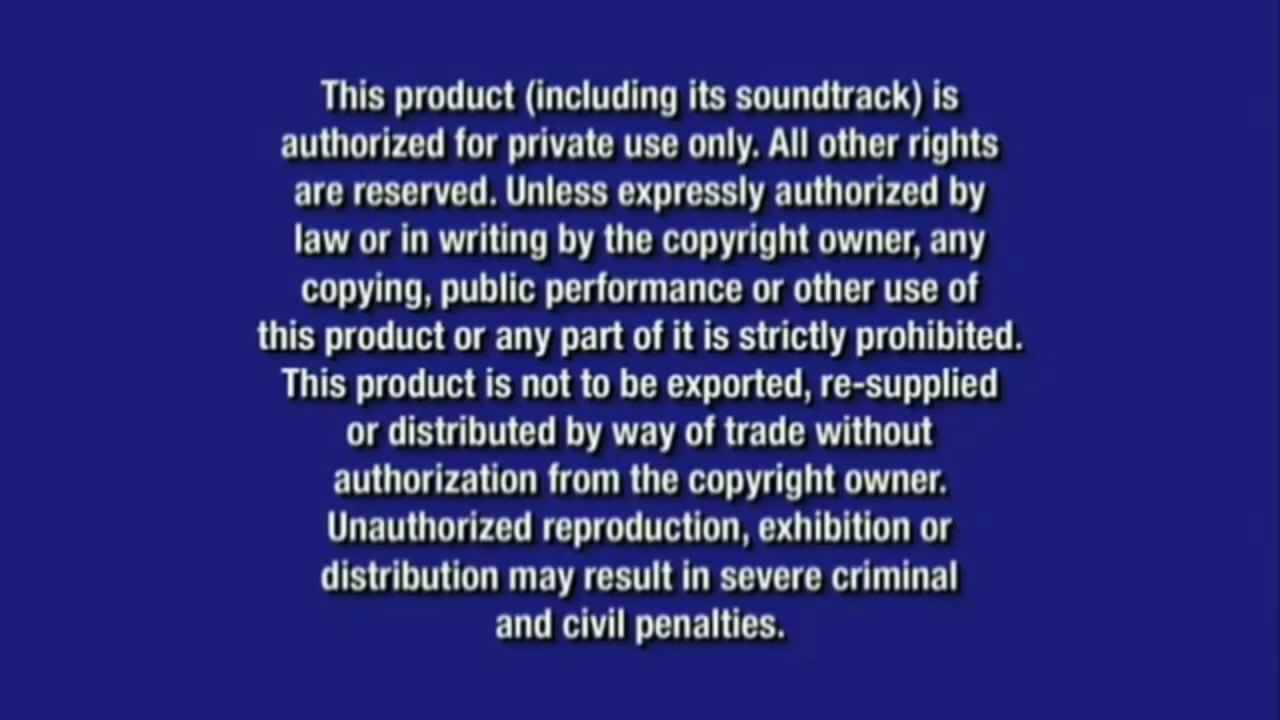 This product (including its soundtrack) is
authorized for private use only. All other rights
are reserved. Unless expressly authorized by
law or in writing by the copyright owner, any
copying, public performance or other use of
this product or any part of it is strictly prohibited.
This product is not to be exported, re-supplied
or distributed by way of trade without
authorization from the copyright owner.
Unauthorized reproduction, exhibition or
distribution may result in severe criminal
and civil penalties.